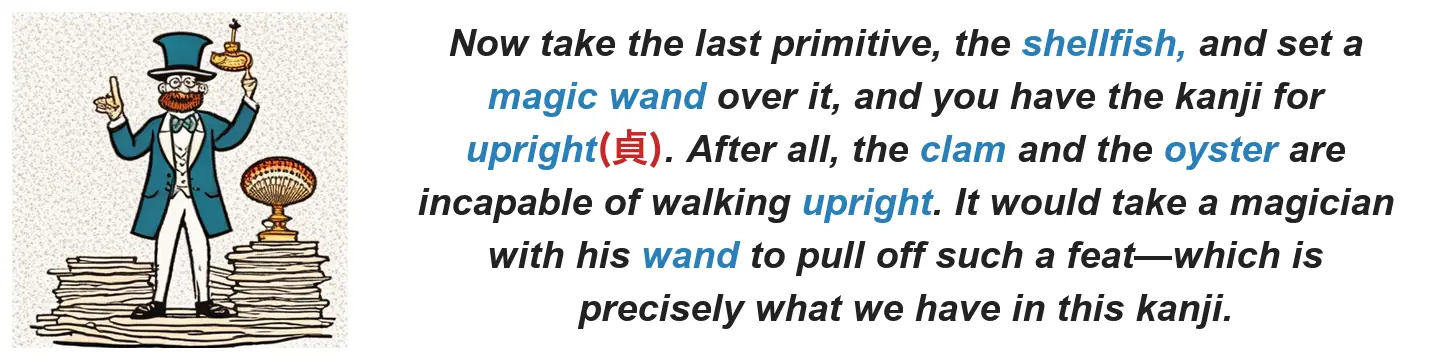 Now take the last primitive, the shellfish, and set a
magic wand over it, and you have the kanji for
upright(貞). After all, the clam and the oyster are
incapable of walking upright. It would take a magician
with his wand to pull off such a feat—which is
precisely what we have in this kanji.